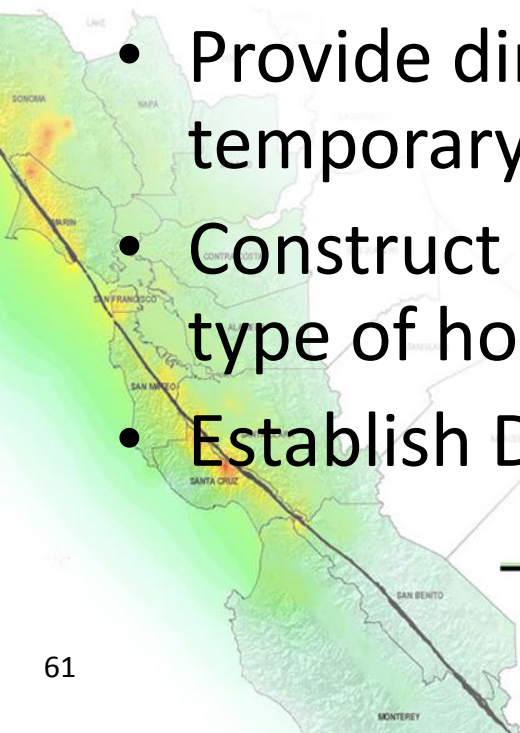 LAKE
• Provide di
SONOMA
NAPA
temporary
MARIN
• Construct
CONTRA COSTA
SAN FRANCISCO
type of ho
SAN MATEO
• Establish D
SANTA CRUZ
SAN BENITO
61
MONTEREY